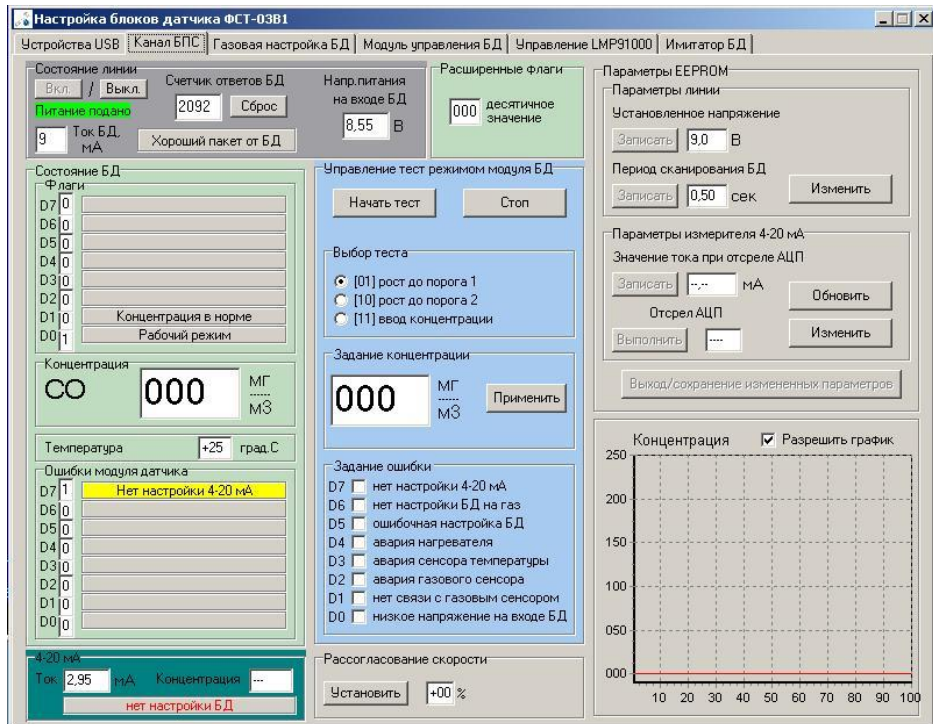 Настройка блоков датчика ФСТ-03В1
Устройства USB Канал БПС Газовая настройка БД Модуль управления БД Управление LMP91000 Имитатор БД
Состояние линии
Вкл. / Выкл.
Питание подано
9 Ток БД, мА
Счетчик ответов БД
2092 Сброс
Хороший пакет от БД
Напр.питания
на входе БД
8,55 В
Расширенные флаги
000 десятичное
значение
Состояние БД
Флаги
D7 0
D6 0
D5 0
D4 0
D3 0
D2 0
D1 0 Концентрация в норме
D0 1 Рабочий режим
Концентрация
CO 000 мг
------
м3
Температура +25 град.С
Ошибки модуля датчика
D7 1 Нет настройки 4-20 мА
D6 0
D5 0
D4 0
D3 0
D2 0
D1 0
D0 0
4-20 мА
Ток 2,95 мА Концентрация ---
нет настройки БД
Управление тест режимом модуля БД
Начать тест Стоп
Выбор теста
[01] рост до порога 1
[10] рост до порога 2
[11] ввод концентрации
Задание концентрации
000 мг
------
м3
Применить
Задание ошибки
D7 нет настройки 4-20 мА
D6 нет настройки БД на газ
D5 ошибочная настройка БД
D4 авария нагревателя
D3 авария сенсора температуры
D2 авария газового сенсора
D1 нет связи с газовым сенсором
D0 низкое напряжение на входе БД
Рассогласование скорости
Установить +00 %
Параметры EEPROM
Параметры линии
Установленное напряжение
Записать 9,0 В
Период сканирования БД
Записать 0,50 сек Изменить
Параметры измерителя 4-20 мА
Значение тока при отсреле АЦП
Записать --,-- мА
Обновить
Отсрел АЦП
Выполнить ---- Изменить
Выход/сохранение измененных параметров
Концентрация Разрешить график
250
200
150
100
050
000
10 20 30 40 50 60 70 80 90 100